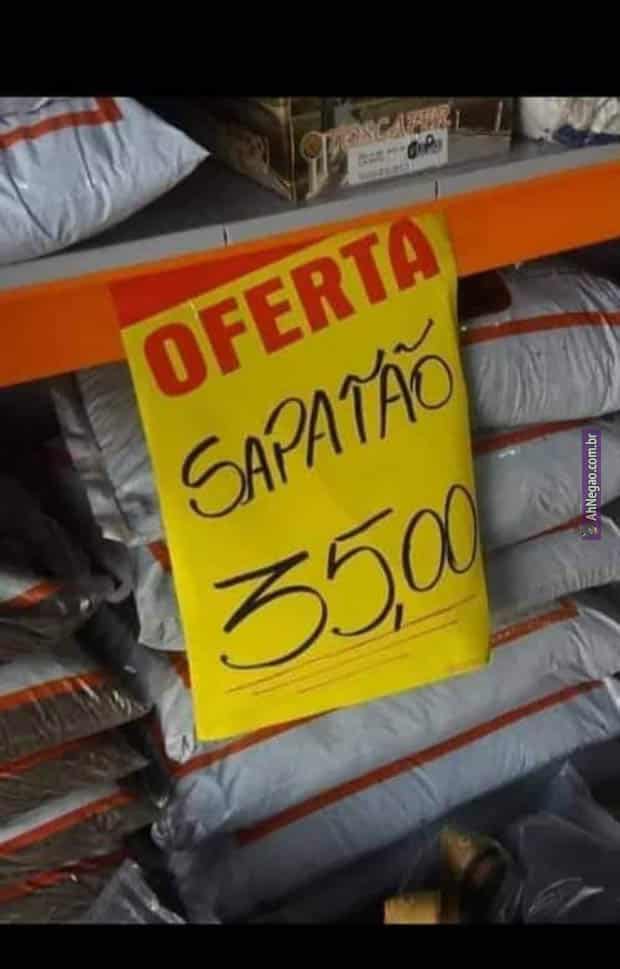 OFERTA
SAPATÃO
35,00
AhNegao.com.br